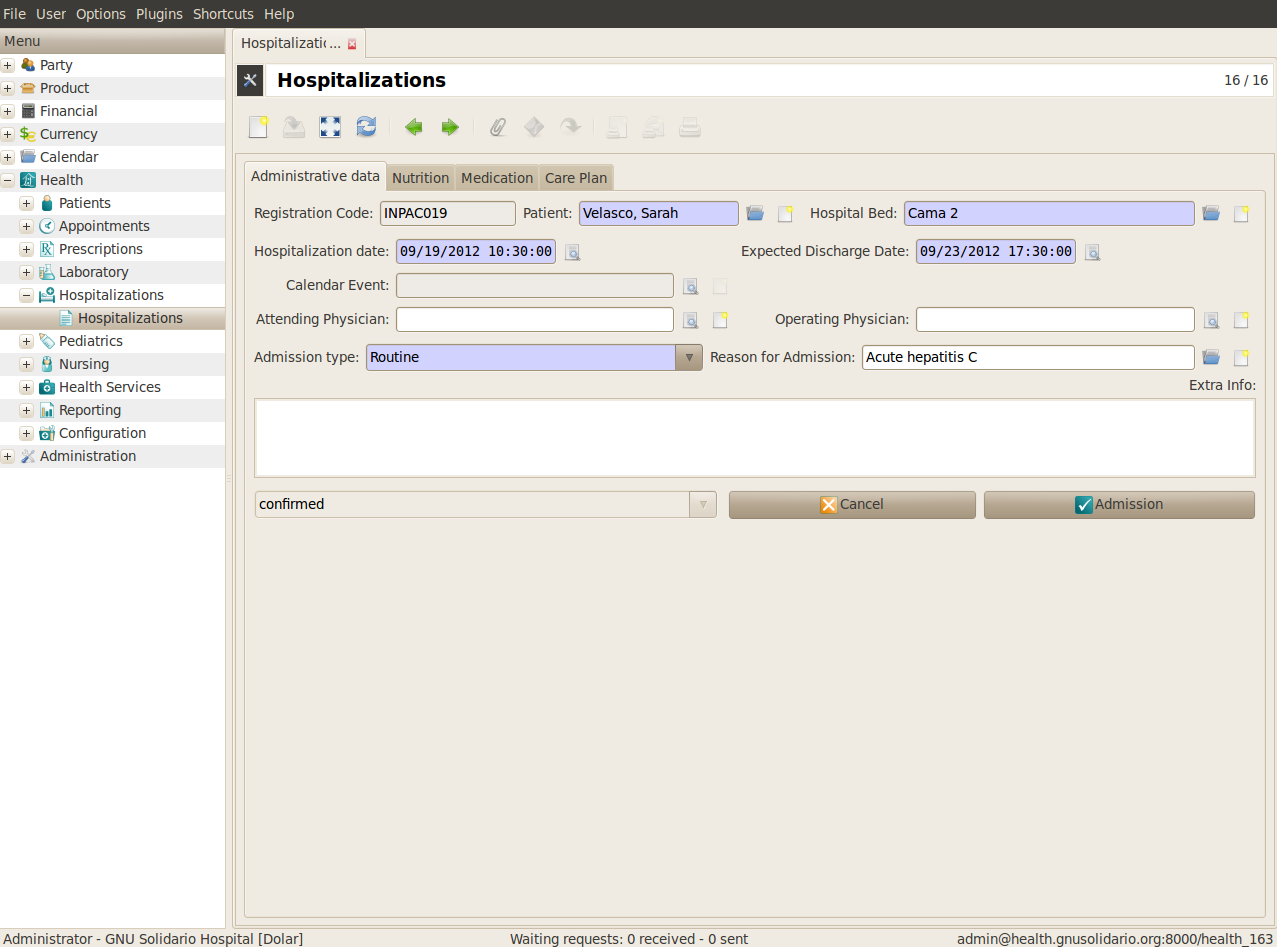 File User Options Plugins Shortcuts Help
Menu
Party
Product
Financial
Currency
Calendar
Health
Patients
Appointments
Prescriptions
Laboratory
Hospitalizations
Hospitalizations
Pediatrics
Nursing
Health Services
Reporting
Configuration
Administration
Hospitalizatic ...
Hospitalizations 16 / 16
Administrative data Nutrition Medication Care Plan
Registration Code: INPAC019 Patient: Velasco, Sarah Hospital Bed: Cama 2
Hospitalization date: 09/19/2012 10:30:00 Expected Discharge Date: 09/23/2012 17:30:00
Calendar Event:
Attending Physician: Operating Physician:
Admission type: Routine Reason for Admission: Acute hepatitis C
Extra Info:
confirmed Cancel Admission
Administrator - GNU Solidario Hospital [Dolar] Waiting requests: 0 received - 0 sent admin@health.gnusolidario.org:8000/health_163